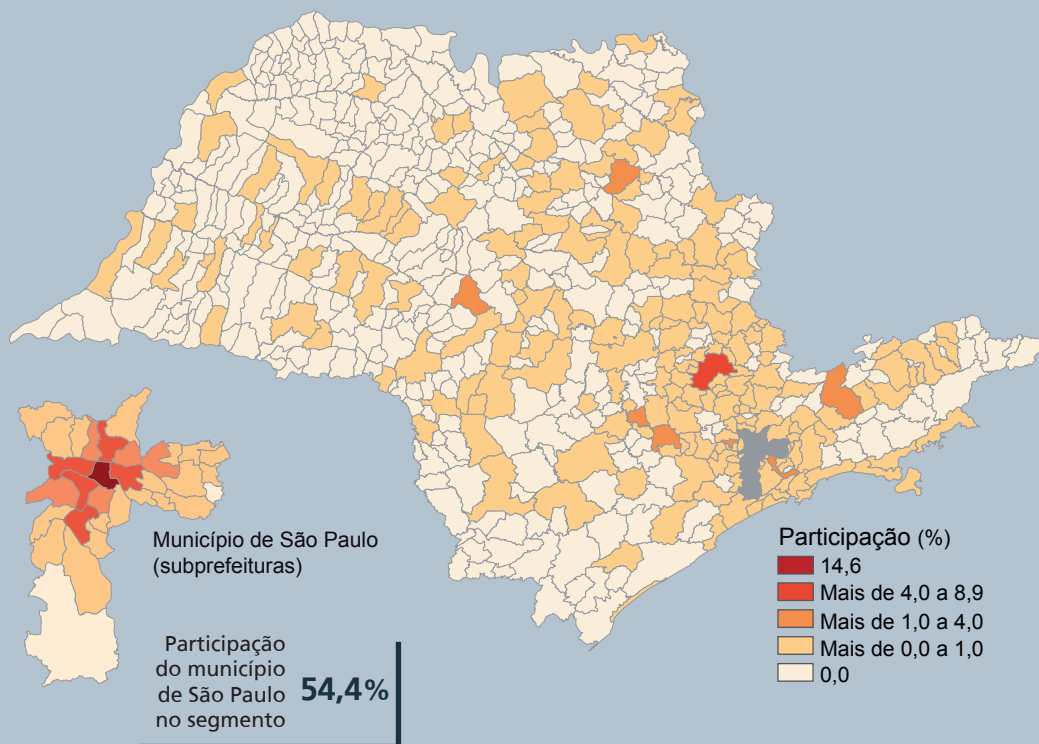 Município de São Paulo
(subprefeituras)
Participação
do município
de São Paulo
no segmento
54,4%
Participação (%)
14,6
Mais de 4,0 a 8,9
Mais de 1,0 a 4,0
Mais de 0,0 a 1,0
0,0